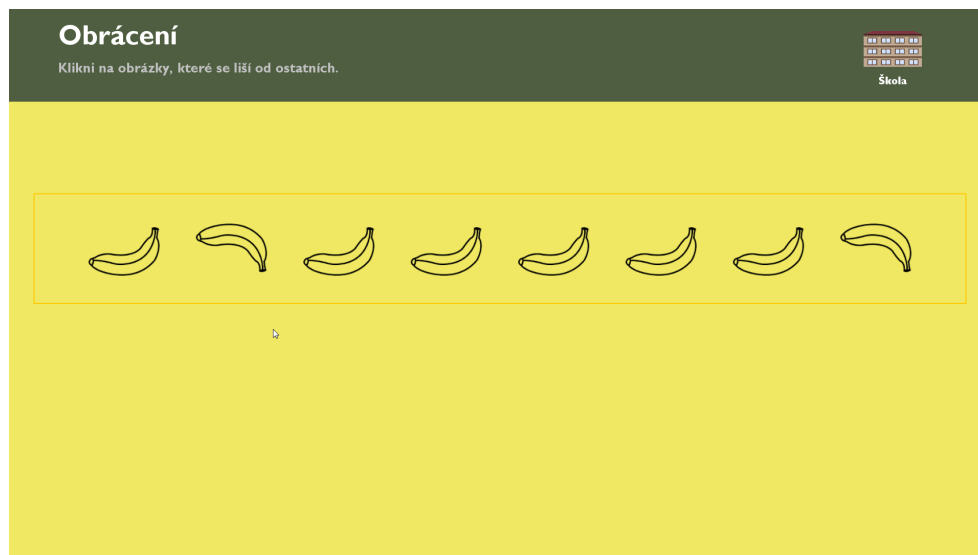 Obrácení
Klikni na obrázky, které se liší od ostatních.
Škola